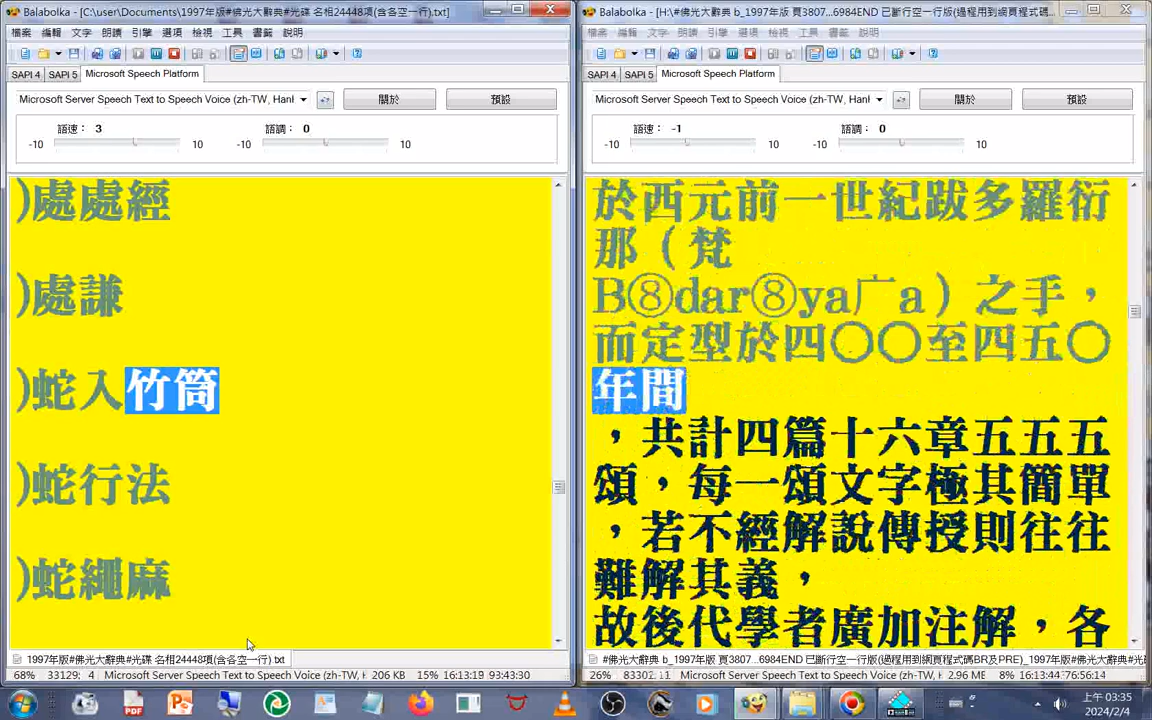 Balabolka - [C:\user\Documents\1997年版#佛光大辭典#光碟 名相24448項(含各空一行).txt]
檔案 編輯 文字 朗讀 引擎 選項 檢視 工具 書籤 說明
SAPI 4 SAPI 5 Microsoft Speech Platform
Microsoft Server Speech Text to Speech Voice (zh-TW, Hanl
關於 預設
語速： 3 語調： 0
-10 10 -10 10
)處處經
)處謙
)蛇入竹筒
)蛇行法
)蛇繩麻
1997年版#佛光大辭典#光碟 名相24448項(含各空一行).txt
68% 33129: 4 Microsoft Server Speech Text to Speech Voice (zh-TW, H 206 KB 15% 16:13:19 93:43:30
Balabolka - [H:\#佛光大辭典 b_1997年版 頁3807...6984END 已斷行空一行版(過程用到網頁程式碼...
檔案 編輯 文字 朗讀 引擎 選項 檢視 工具 書籤 說明
SAPI 4 SAPI 5 Microsoft Speech Platform
Microsoft Server Speech Text to Speech Voice (zh-TW, Hanl
關於 預設
語速： -1 語調： 0
-10 10 -10 10
於西元前一世紀跋多羅衍
那（梵
B⑧dar⑧ya广a）之手，
而定型於四〇〇至四五〇
年間
，共計四篇十六章五五五
頌，每一頌文字極其簡單
，若不經解說傳授則往往
難解其義，
故後代學者廣加注解，各
#佛光大辭典 b_1997年版 頁3807...6984END 已斷行空一行版(過程用到網頁程式碼BR及PRE)_1997年版#佛光
26% 83302:11 Microsoft Server Speech Text to Speech Voice (zh-TW, H 2.96 MB 8% 16:13:44:76:56:14
上午 03:35
2024/2/4